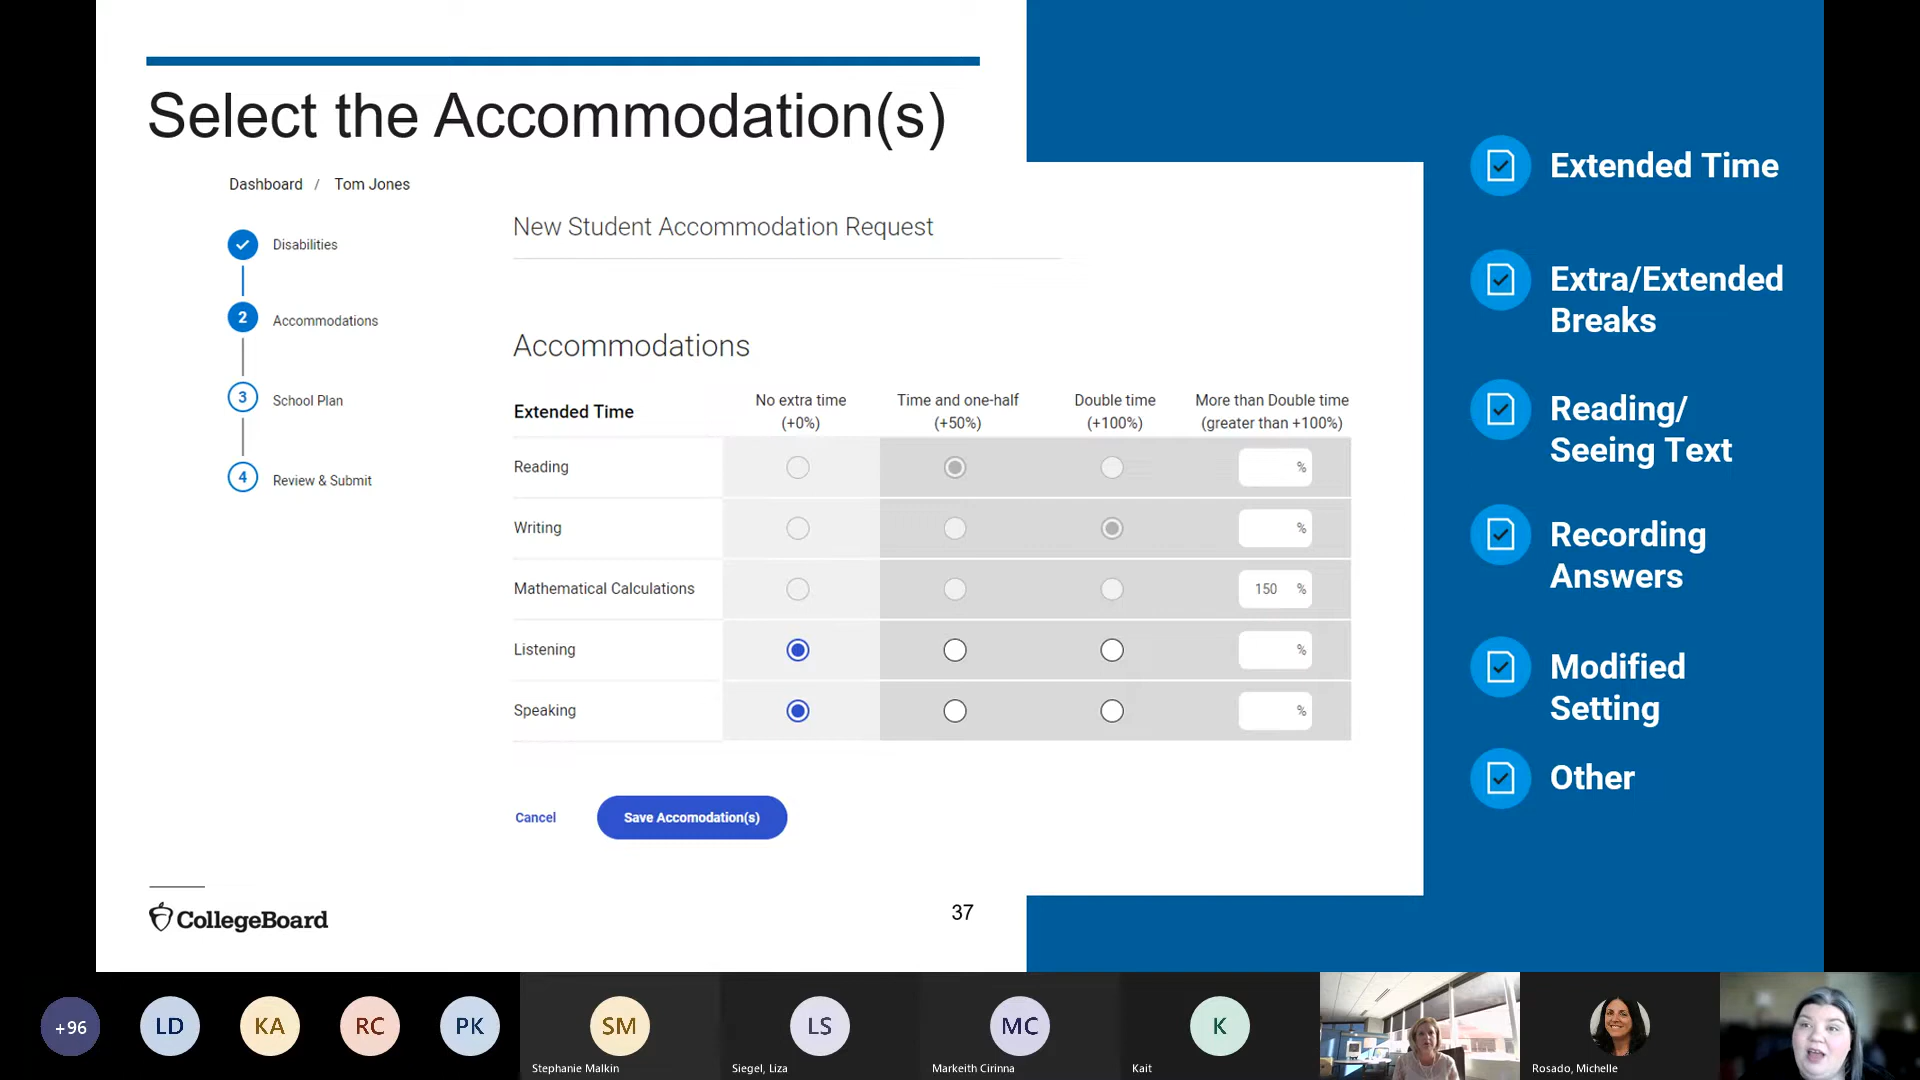 Select the Accommodation(s)
Dashboard / Tom Jones
Disabilities
2 Accommodations
3 School Plan
4 Review & Submit
New Student Accommodation Request
Accommodations
Extended Time
No extra time
(+0%)
Time and one-half
(+50%)
Double time
(+100%)
More than Double time
(greater than +100%)
Reading %
Writing %
Mathematical Calculations 150 %
Listening %
Speaking %
Cancel
Save Accomodation(s)
CollegeBoard
37
Extended Time
Extra/Extended
Breaks
Reading/
Seeing Text
Recording
Answers
Modified
Setting
Other
+96
LD
KA
RC
PK
SM
Stephanie Malkin
LS
Siegel, Liza
MC
Markeith Cirinna
K
Kait
Rosado, Michelle